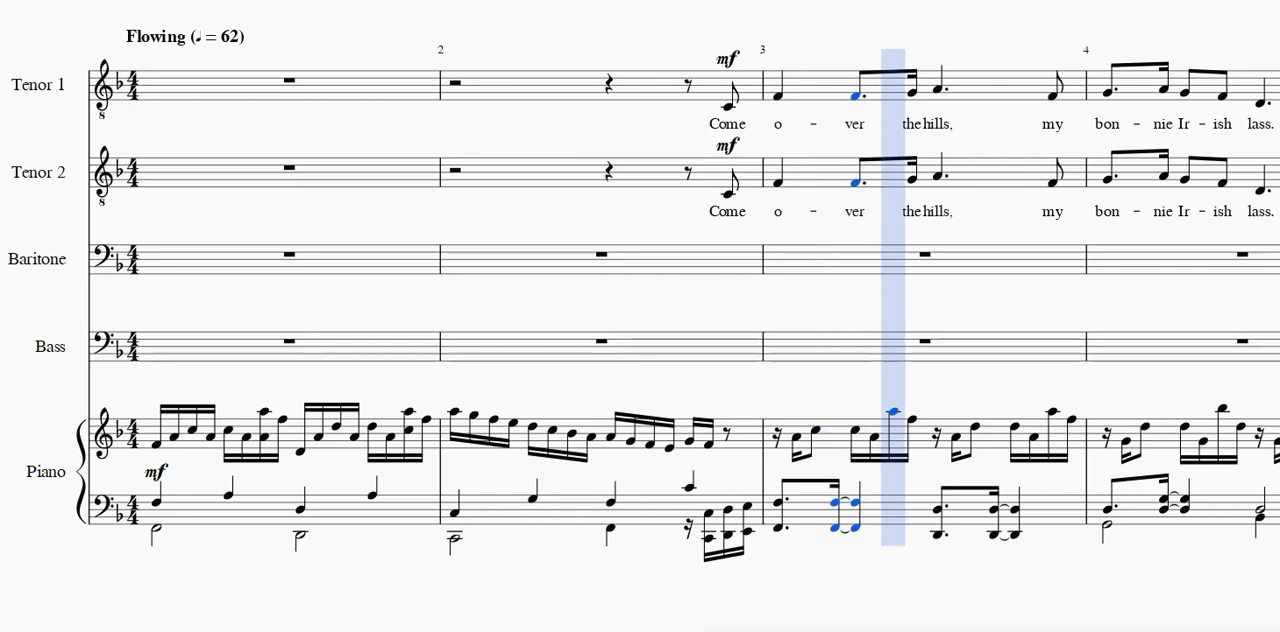 Flowing (♩ = 62)
2
3
4
mf
Tenor 1
Come o - ver the hills, my bon - nie Ir - ish lass.
mf
Tenor 2
Come o - ver the hills, my bon - nie Ir - ish lass.
Baritone
Bass
Piano
mf